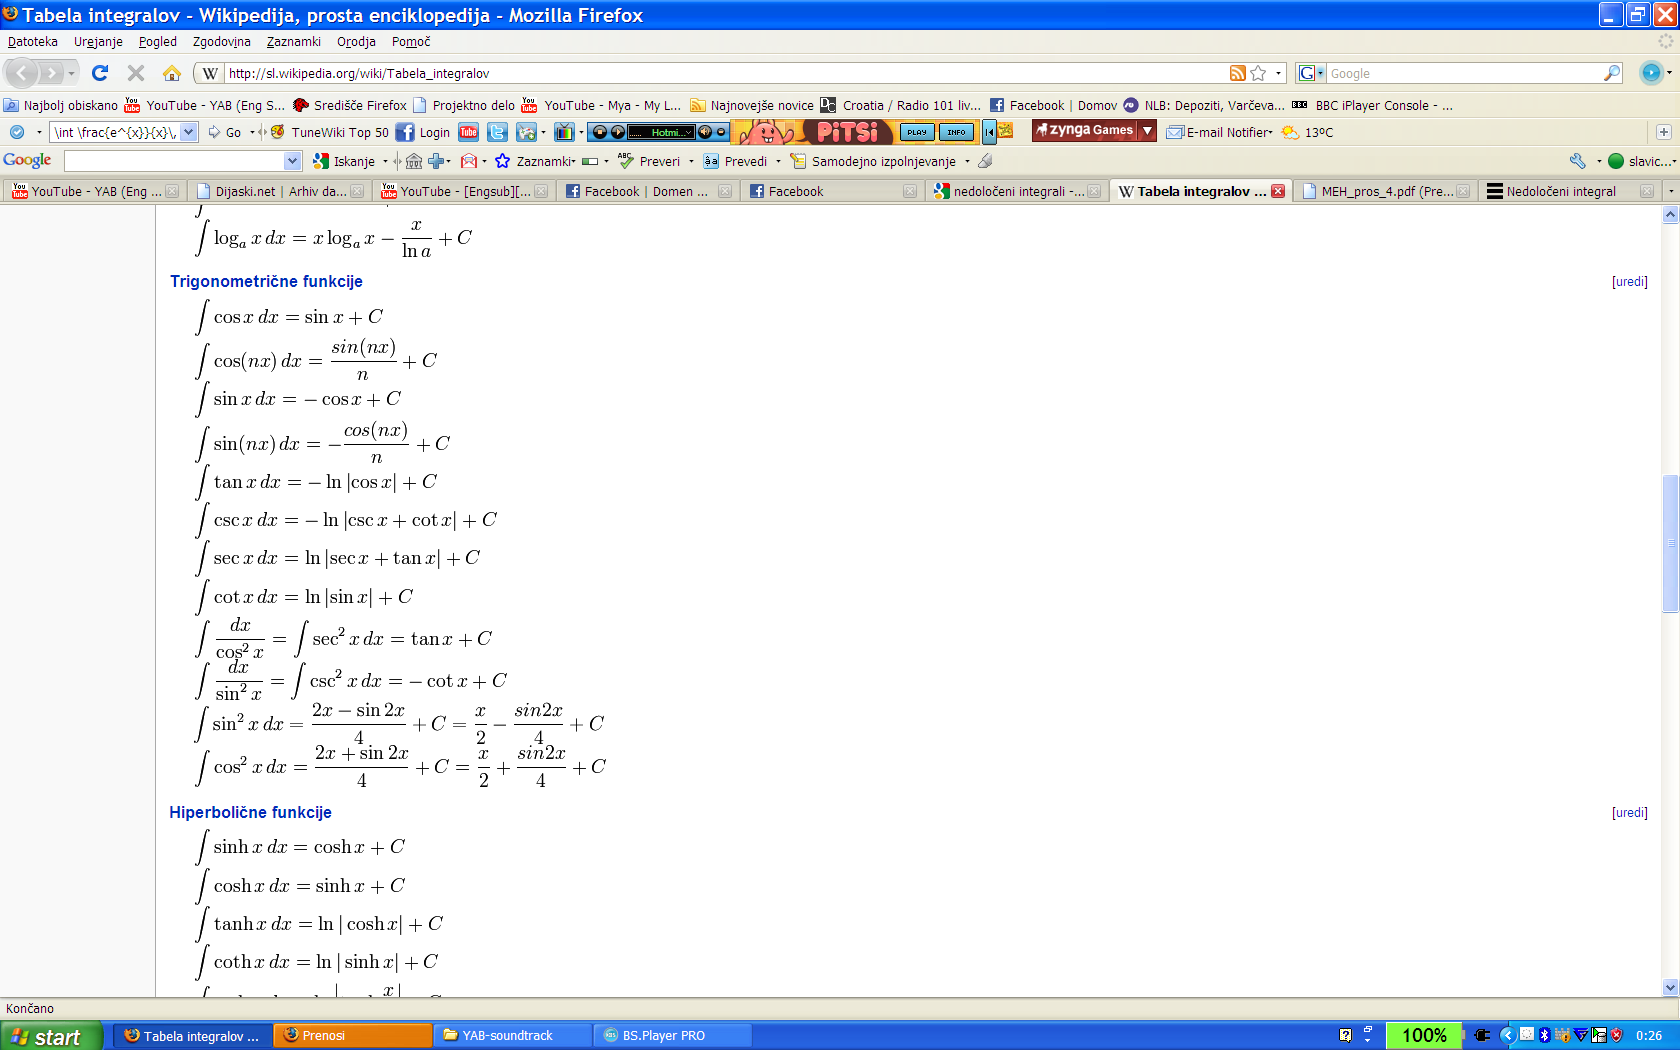 Tabela integralov - Wikipedija, prosta enciklopedija - Mozilla Firefox
Datoteka Urejanje Pogled Zgodovina Zaznamki Orodja Pomoč
W http://sl.wikipedia.org/wiki/Tabela_integralov G Google
Najbolj obiskano YouTube - YAB (Eng S... Središče Firefox Projektno delo YouTube - Mya - My L... Najnovejše novice Croatia / Radio 101 liv... Facebook | Domov NLB: Depoziti, Varčeva... BBC iPlayer Console - ...
\int \frac{e^{x}}{x}\, Go TuneWiki Top 50 Login Hotmi... PiTSi PLAY INFO zynga Games E-mail Notifier 13ºC
Google Iskanje Zaznamki Preveri Prevedi Samodejno izpolnjevanje slavic...
YouTube - YAB (Eng ... Dijaski.net | Arhiv da... YouTube - [Engsub][... Facebook | Domen ... Facebook nedoločeni integrali -... W Tabela integralov ... MEH_pros_4.pdf (Pre... Nedoločeni integral
∫ logₐ x dx = x logₐ x − x/ln a + C
Trigonometrične funkcije [uredi]
∫ cos x dx = sin x + C
∫ cos(nx) dx = sin(nx)/n + C
∫ sin x dx = − cos x + C
∫ sin(nx) dx = −cos(nx)/n + C
∫ tan x dx = − ln |cos x| + C
∫ csc x dx = − ln |csc x + cot x| + C
∫ sec x dx = ln |sec x + tan x| + C
∫ cot x dx = ln |sin x| + C
∫ dx/cos² x = ∫ sec² x dx = tan x + C
∫ dx/sin² x = ∫ csc² x dx = − cot x + C
∫ sin² x dx = (2x − sin 2x)/4 + C = x/2 − sin2x/4 + C
∫ cos² x dx = (2x + sin 2x)/4 + C = x/2 + sin2x/4 + C
Hiperbolične funkcije [uredi]
∫ sinh x dx = cosh x + C
∫ cosh x dx = sinh x + C
∫ tanh x dx = ln | cosh x| + C
∫ coth x dx = ln | sinh x| + C
Končano
start Tabela integralov ... Prenosi YAB-soundtrack BS.Player PRO 100% 0:26